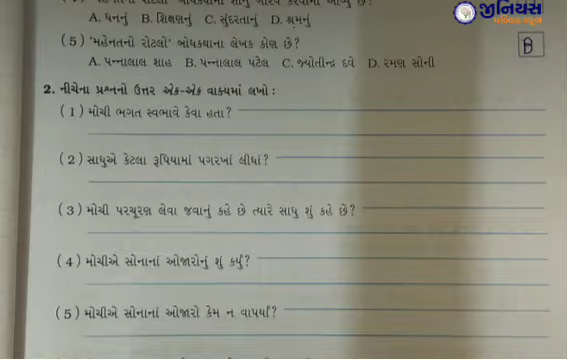 જીનિયસ
પબ્લિક સ્કૂલ
A. ધનનું B. શિક્ષણનું C. સુંદરતાનું D. શ્રમનું
(5) 'મહેનતનો રોટલો' બોધકથાના લેખક કોણ છે?
B
A. પન્નાલાલ શાહ B. પન્નાલાલ પટેલ C. જ્યોતીન્દ્ર દવે D. રમણ સોની
2. નીચેના પ્રશ્નનો ઉત્તર એક-એક વાક્યમાં લખો :
(1) મોચી ભગત સ્વભાવે કેવા હતા?
(2) સાધુએ કેટલા રૂપિયામાં પગરખાં લીધાં?
(3) મોચી પરચૂરણ લેવા જવાનું કહે છે ત્યારે સાધુ શું કહે છે?
(4) મોચીએ સોનાનાં ઓજારોનું શું કર્યું?
(5) મોચીએ સોનાનાં ઓજારો કેમ ન વાપર્યાં?